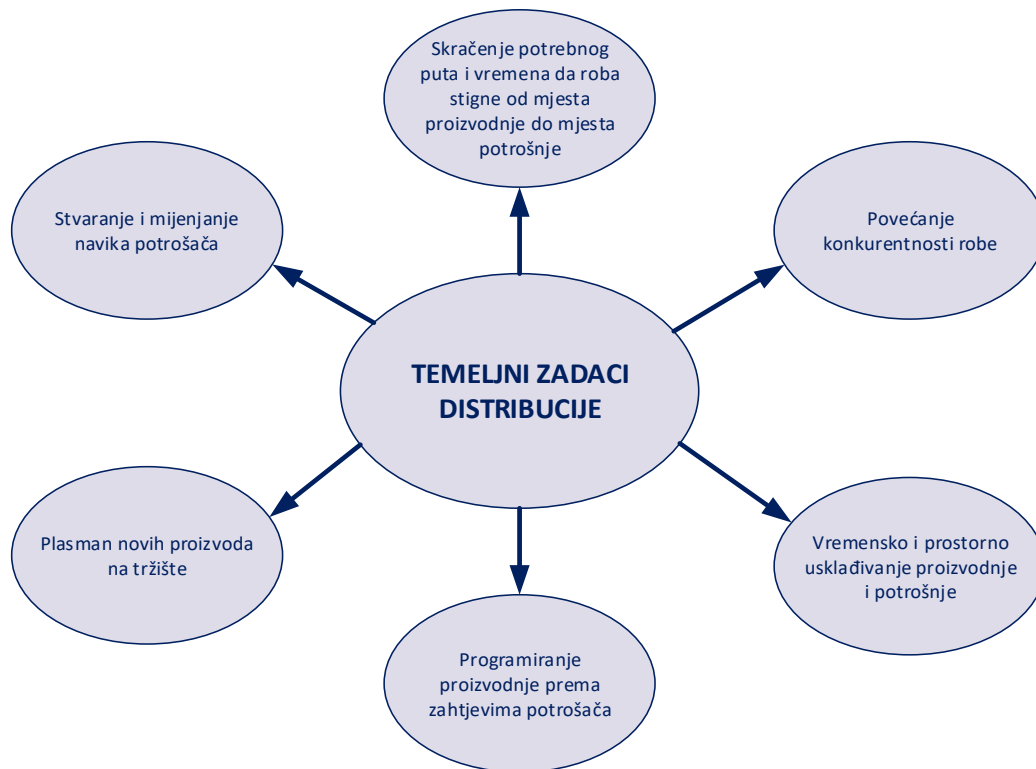 Skračenje potrebnog
puta i vremena da roba
stigne od mjesta
proizvodnje do mjesta
potrošnje
Stvaranje i mijenjanje
navika potrošača
Povećanje
konkurentnosti robe
TEMELJNI ZADACI
DISTRIBUCIJE
Plasman novih proizvoda
na tržište
Vremensko i prostorno
usklađivanje proizvodnje
i potrošnje
Programiranje
proizvodnje prema
zahtjevima potrošača